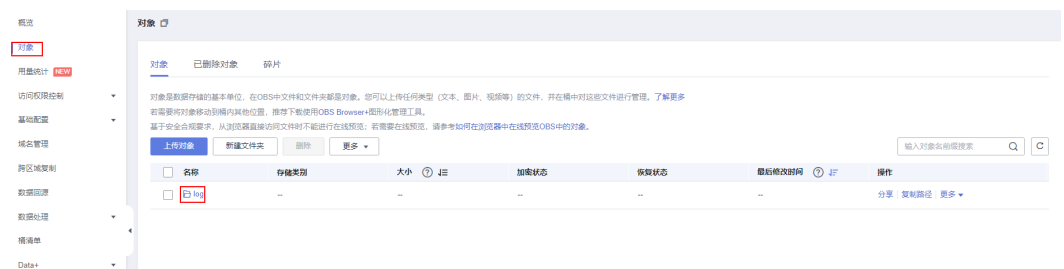 概览
对象
用量统计 NEW
访问权限控制
基础配置
域名管理
跨区域复制
数据回源
数据处理
桶清单
Data+
对象
对象 已删除对象 碎片
对象是数据存储的基本单位，在OBS中文件和文件夹都是对象。您可以上传任何类型（文本、图片、视频等）的文件，并在桶中对这些文件进行管理。了解更多
若需要将对象移动到桶内其他位置，推荐下载使用OBS Browser+图形化管理工具。
基于安全合规要求，从浏览器直接访问文件时不能进行在线预览；若需要在线预览，请参考如何在浏览器中在线预览OBS中的对象。
上传对象 新建文件夹 删除 更多 输入对象名前缀搜索
名称 存储类别 大小 加密状态 恢复状态 最后修改时间 操作
log -- -- -- -- -- 分享 复制路径 更多